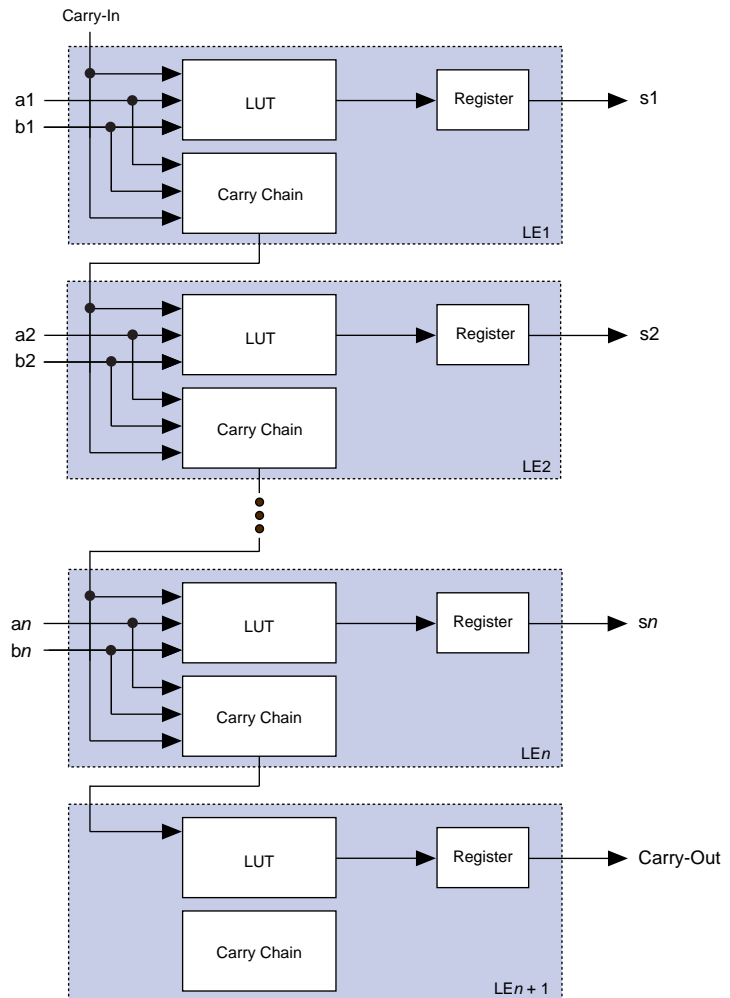 Carry-In
a1
b1
LUT
Register
s1
Carry Chain
LE1
a2
b2
LUT
Register
s2
Carry Chain
LE2
an
bn
LUT
Register
sn
Carry Chain
LEn
LUT
Register
Carry-Out
Carry Chain
LEn + 1